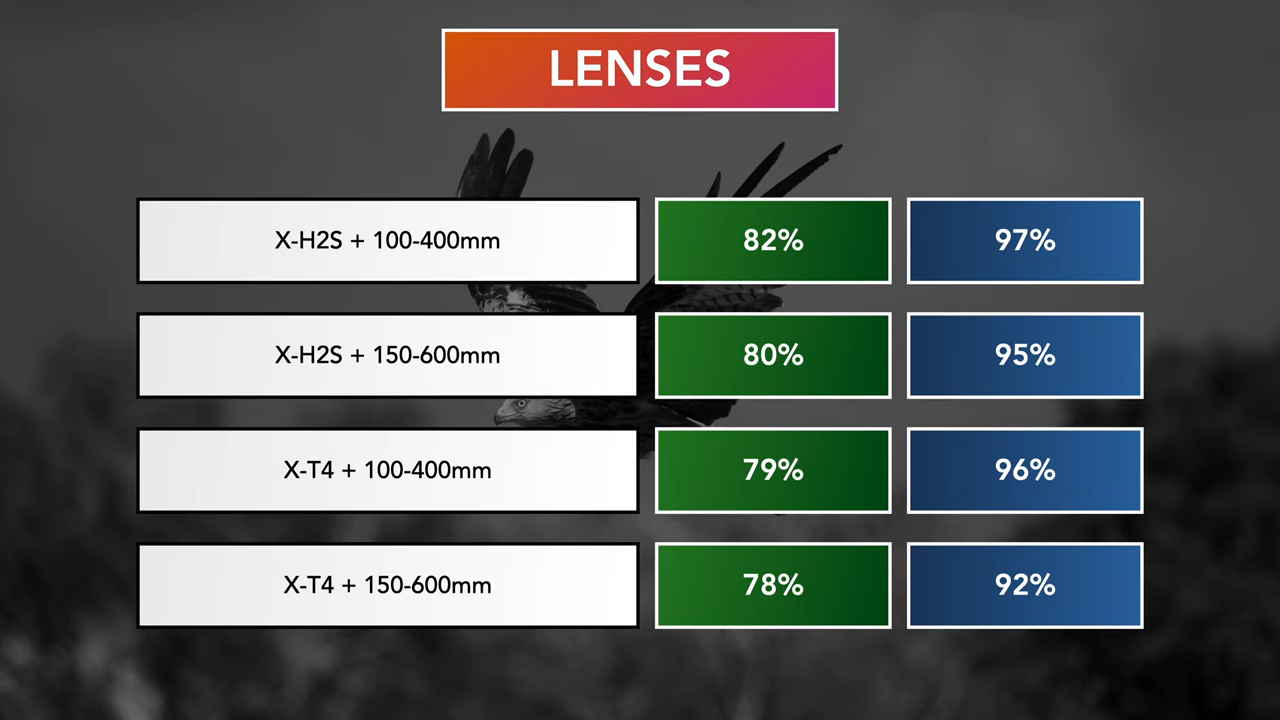 LENSES
X-H2S + 100-400mm 82% 97%
X-H2S + 150-600mm 80% 95%
X-T4 + 100-400mm 79% 96%
X-T4 + 150-600mm 78% 92%